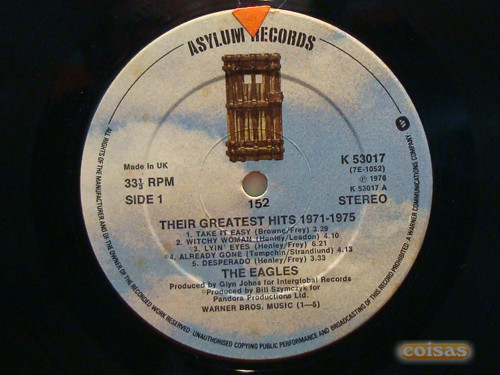 ASYLUM RECORDS
Made in UK
33⅓ RPM
SIDE 1
K 53017
(7E-1052)
℗ 1976
K 53017 A
STEREO
152
THEIR GREATEST HITS 1971-1975
1. TAKE IT EASY (Browne/Frey) 3.29
2. WITCHY WOMAN (Henley/Leadon) 4.10
3. LYIN' EYES (Henley/Frey) 6.21
4. ALREADY GONE (Tempchin/Strandlund) 4.13
5. DESPERADO (Henley/Frey) 3.33
THE EAGLES
Produced by Glyn Johns for Interglobal Records
Produced by Bill Szymczyk for
Pandora Productions Ltd.
WARNER BROS. MUSIC (1—5)
ALL RIGHTS OF THE MANUFACTURER AND OF THE OWNER OF THE RECORDED WORK RESERVED · UNAUTHORISED COPYING PUBLIC PERFORMANCE AND BROADCASTING OF THIS RECORD PROHIBITED · A WARNER COMMUNICATIONS COMPANY.
coisas